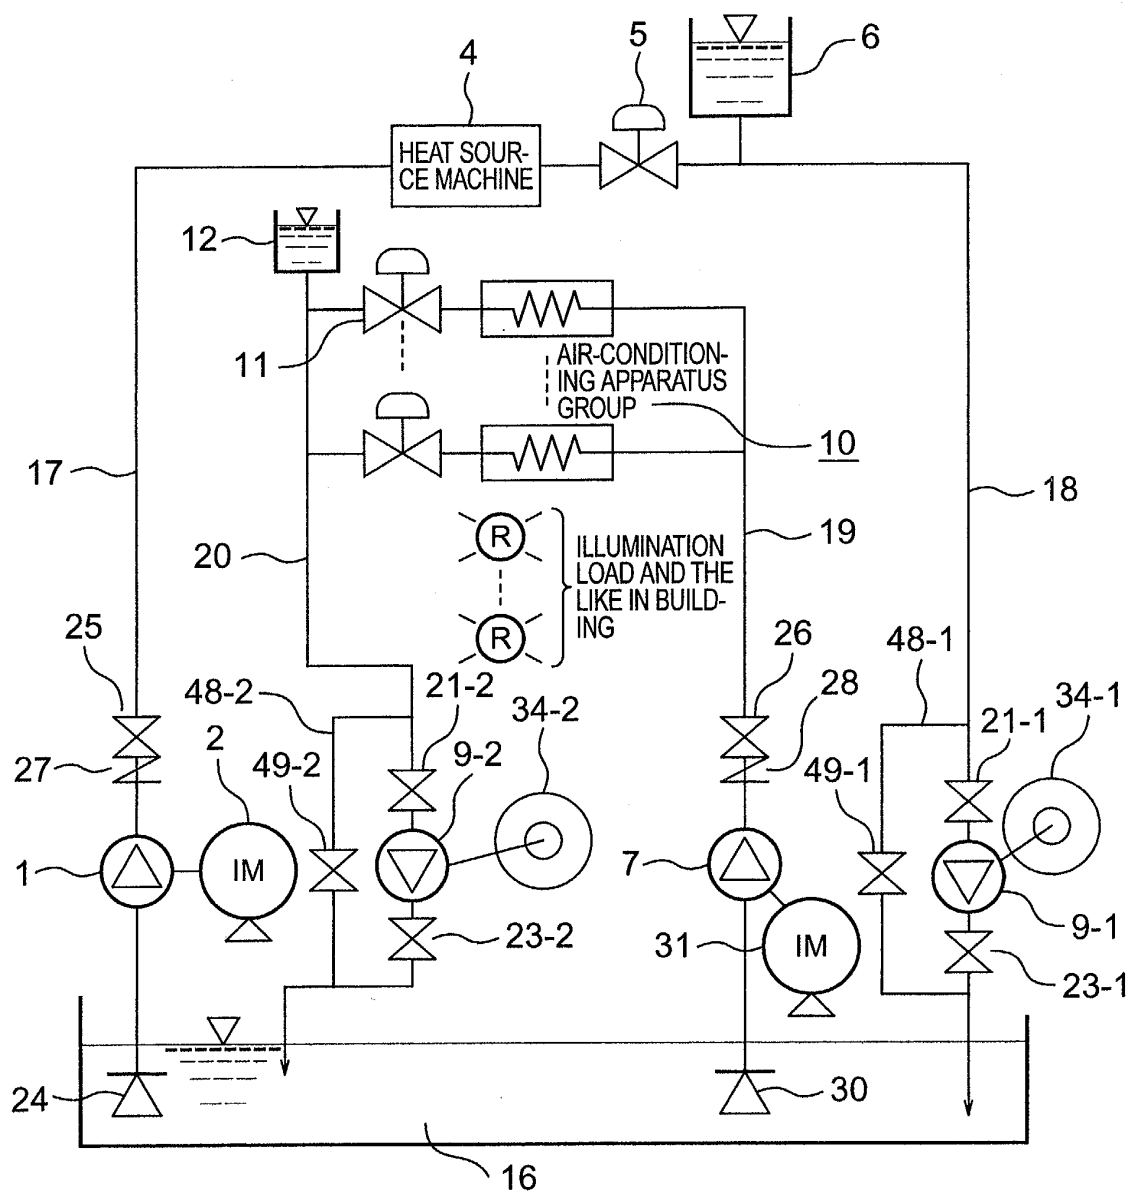 4
5
6
HEAT SOUR-
CE MACHINE
12
11
AIR-CONDITION-
ING APPARATUS
GROUP
10
17
18
19
20
R
R
ILLUMINATION
LOAD AND THE
LIKE IN BUILD-
ING
25
26
48-1
48-2
21-2
34-2
28
34-1
27
2
49-2
9-2
49-1
21-1
1
IM
7
9-1
23-2
31
IM
23-1
24
30
16